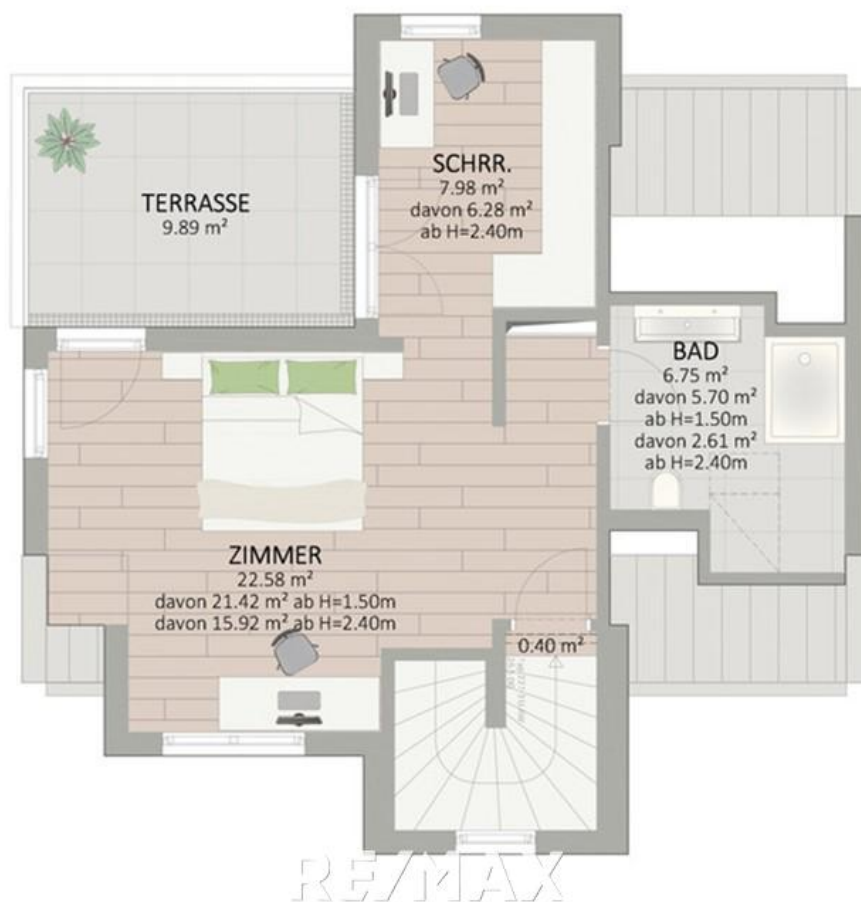 SCHRR.
7.98 m²
davon 6.28 m²
ab H=2.40m
TERRASSE
9.89 m²
BAD
6.75 m²
davon 5.70 m²
ab H=1.50m
davon 2.61 m²
ab H=2.40m
ZIMMER
22.58 m²
davon 21.42 m² ab H=1.50m
davon 15.92 m² ab H=2.40m
0.40 m²
RE/MAX